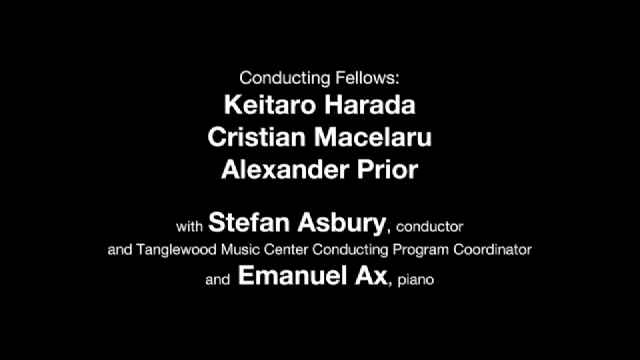 Conducting Fellows:
Keitaro Harada
Cristian Macelaru
Alexander Prior
with Stefan Asbury, conductor
and Tanglewood Music Center Conducting Program Coordinator
and Emanuel Ax, piano